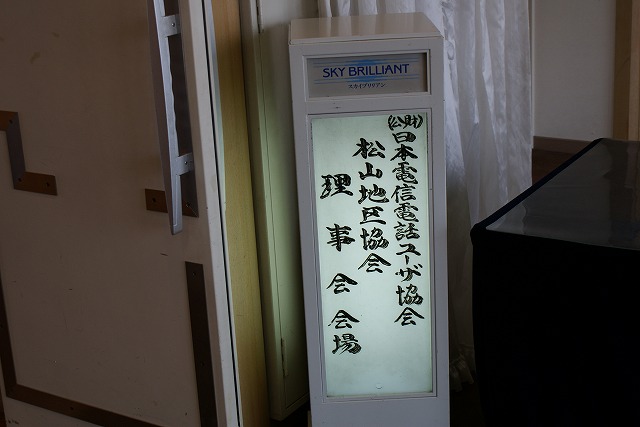 SKY BRILLIANT
スカイブリリアン
(公財)日本電信電話ユーザ協会
松山地区協会
理事会会場